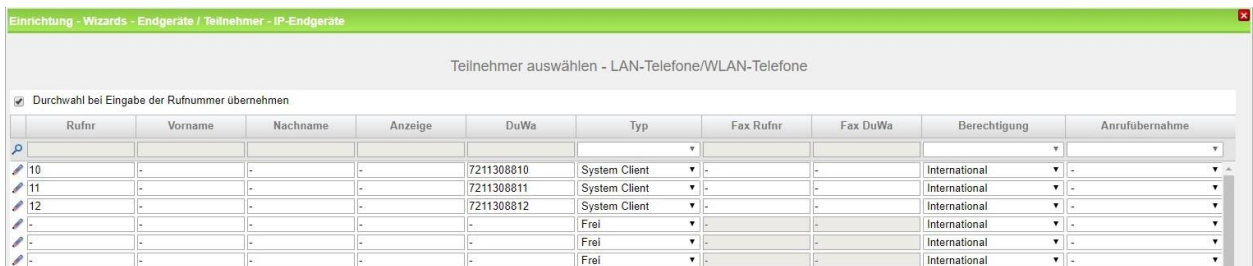 Einrichtung - Wizards - Endgeräte / Teilnehmer - IP-Endgeräte
Teilnehmer auswählen - LAN-Telefone/WLAN-Telefone
Durchwahl bei Eingabe der Rufnummer übernehmen
Rufnr Vorname Nachname Anzeige DuWa Typ Fax Rufnr Fax DuWa Berechtigung Anrufübernahme
10 - - - 7211308810 System Client - - International -
11 - - - 7211308811 System Client - - International -
12 - - - 7211308812 System Client - - International -
- - - - - Frei - - International -
- - - - - Frei - - International -
- - - - - Frei - - International -